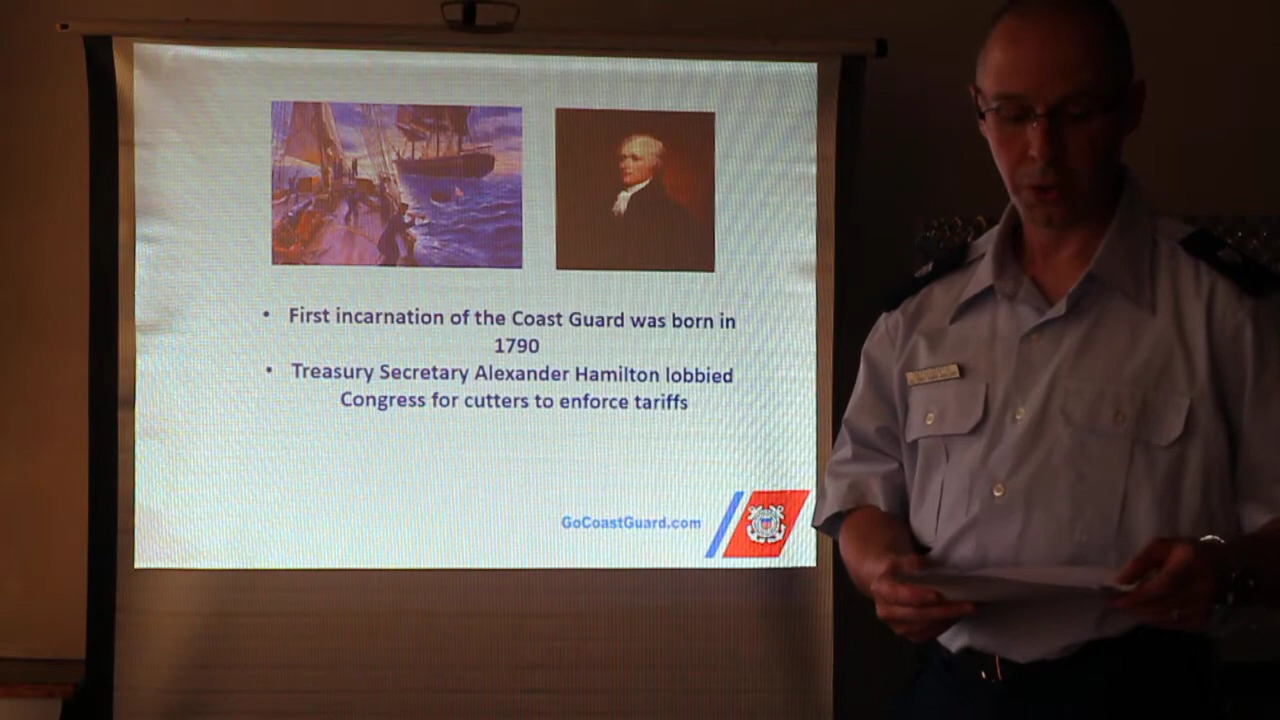 • First incarnation of the Coast Guard was born in
1790
• Treasury Secretary Alexander Hamilton lobbied
Congress for cutters to enforce tariffs
GoCoastGuard.com